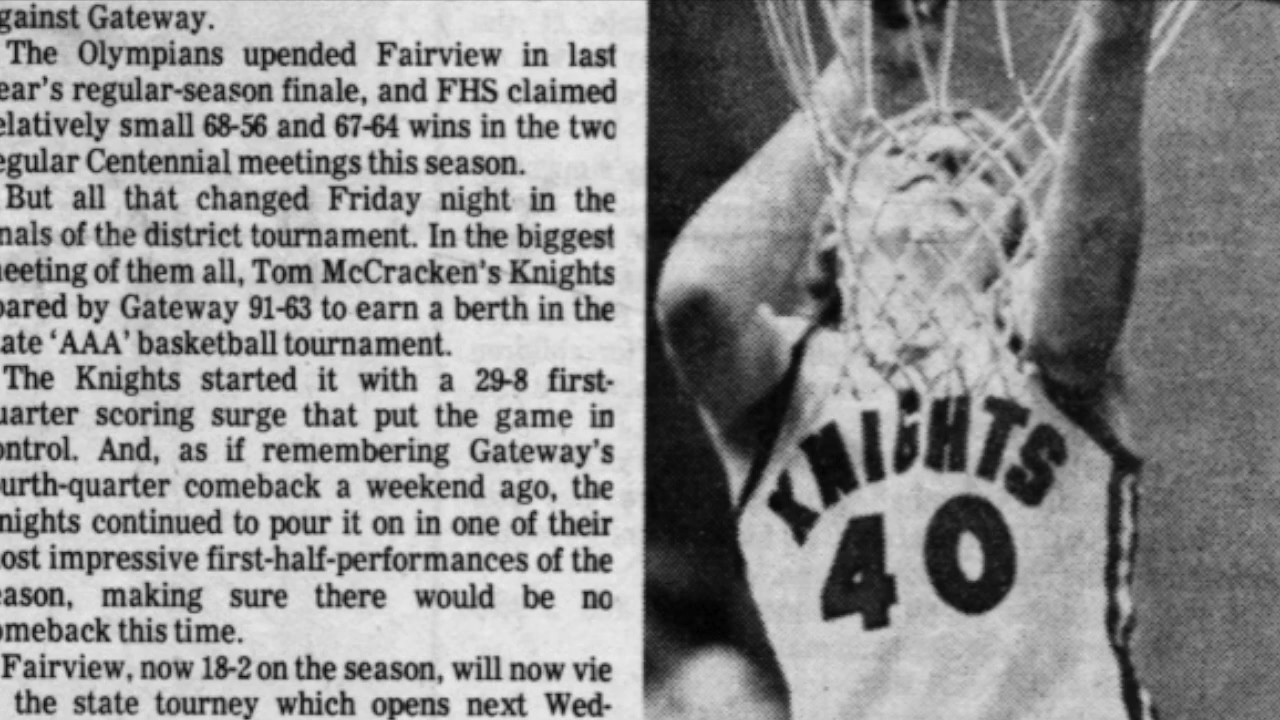 gainst Gateway.
The Olympians upended Fairview in last
ear's regular-season finale, and FHS claimed
elatively small 68-56 and 67-64 wins in the two
egular Centennial meetings this season.
But all that changed Friday night in the
nals of the district tournament. In the biggest
eeting of them all, Tom McCracken's Knights
oared by Gateway 91-63 to earn a berth in the
ate 'AAA' basketball tournament.
The Knights started it with a 29-8 first-
uarter scoring surge that put the game in
ontrol. And, as if remembering Gateway's
urth-quarter comeback a weekend ago, the
nights continued to pour it on in one of their
ost impressive first-half-performances of the
eason, making sure there would be no
omeback this time.
Fairview, now 18-2 on the season, will now vie
the state tourney which opens next Wed-
KNIGHTS
40